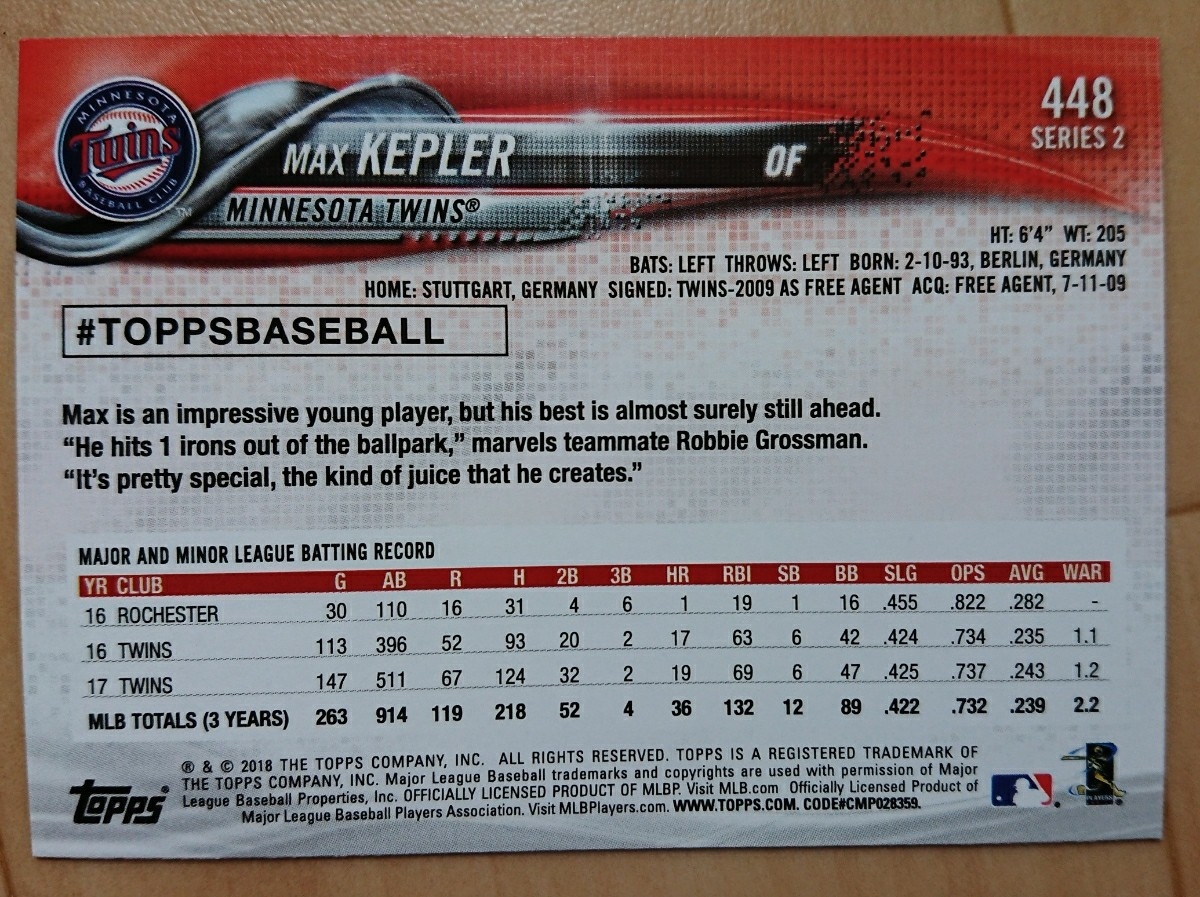 MINNESOTA
Twins
BASEBALL CLUB
TM
448
SERIES 2
MAX KEPLER OF
MINNESOTA TWINS®
HT: 6'4" WT: 205
BATS: LEFT THROWS: LEFT BORN: 2-10-93, BERLIN, GERMANY
HOME: STUTTGART, GERMANY SIGNED: TWINS-2009 AS FREE AGENT ACQ: FREE AGENT, 7-11-09
#TOPPSBASEBALL
Max is an impressive young player, but his best is almost surely still ahead.
“He hits 1 irons out of the ballpark,” marvels teammate Robbie Grossman.
“It’s pretty special, the kind of juice that he creates.”
MAJOR AND MINOR LEAGUE BATTING RECORD
YR CLUB G AB R H 2B 3B HR RBI SB BB SLG OPS AVG WAR
16 ROCHESTER 30 110 16 31 4 6 1 19 1 16 .455 .822 .282 -
16 TWINS 113 396 52 93 20 2 17 63 6 42 .424 .734 .235 1.1
17 TWINS 147 511 67 124 32 2 19 69 6 47 .425 .737 .243 1.2
MLB TOTALS (3 YEARS) 263 914 119 218 52 4 36 132 12 89 .422 .732 .239 2.2
® & © 2018 THE TOPPS COMPANY, INC. ALL RIGHTS RESERVED. TOPPS IS A REGISTERED TRADEMARK OF
THE TOPPS COMPANY, INC. Major League Baseball trademarks and copyrights are used with permission of Major
League Baseball Properties, Inc. OFFICIALLY LICENSED PRODUCT OF MLBP. Visit MLB.com Officially Licensed Product of
Major League Baseball Players Association. Visit MLBPlayers.com. WWW.TOPPS.COM. CODE#CMP028359.
topps®
PLAYERS